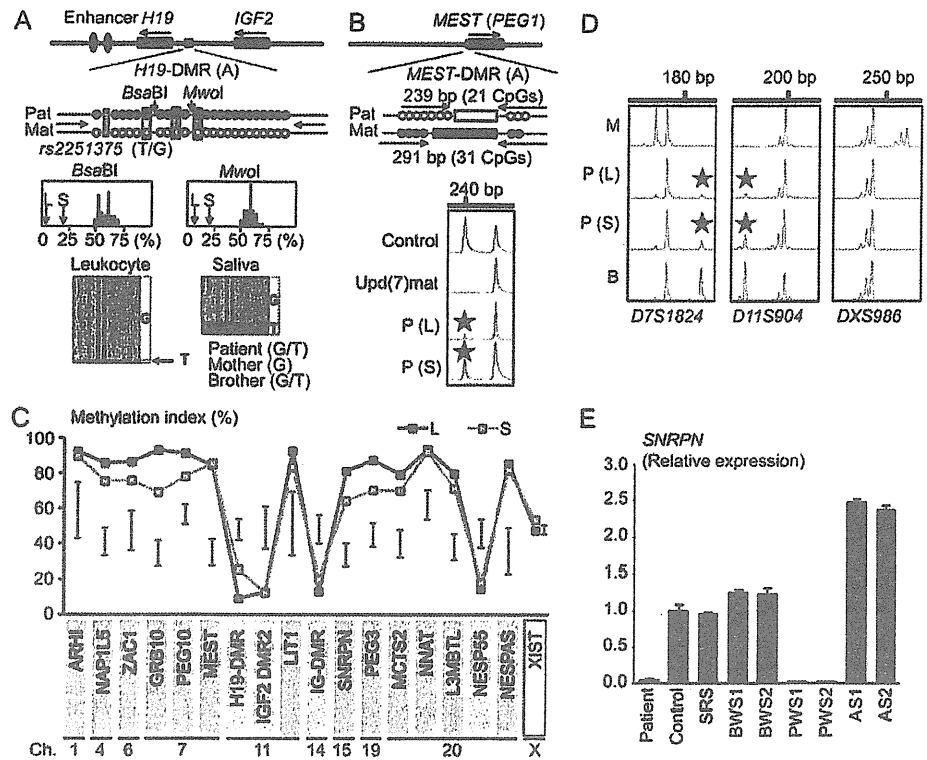 A
Enhancer H19 IGF2
H19-DMR (A)
BsaBI MwoI
Pat
Mat
rs2251375 (T/G)
BsaBI MwoI
L S L S
0 25 50 75 (%) 0 25 50 75 (%)
Leukocyte Saliva
G G
T T
Patient (G/T)
Mother (G)
Brother (G/T)
B
MEST (PEG1)
MEST-DMR (A)
239 bp (21 CpGs)
Pat
Mat
291 bp (31 CpGs)
240 bp
Control
Upd(7)mat
P (L)
P (S)
D
180 bp 200 bp 250 bp
M
P (L)
P (S)
B
D7S1824 D11S904 DXS986
C
Methylation index (%)
L S
100
80
60
40
20
0
ARHI NAP1L5 ZAC1 GRB10 PEG10 MEST H19-DMR IGF2 DMR2 LIT1 IG-DMR SNRPN PEG3 MCTS2 NNAT L3MBTL NESP55 NESPAS XIST
Ch. 1 4 6 7 11 14 15 19 20 X
E
SNRPN
(Relative expression)
3.0
2.5
2.0
1.5
1.0
0.5
0.0
Patient Control SRS BWS1 BWS2 PWS1 PWS2 AS1 AS2